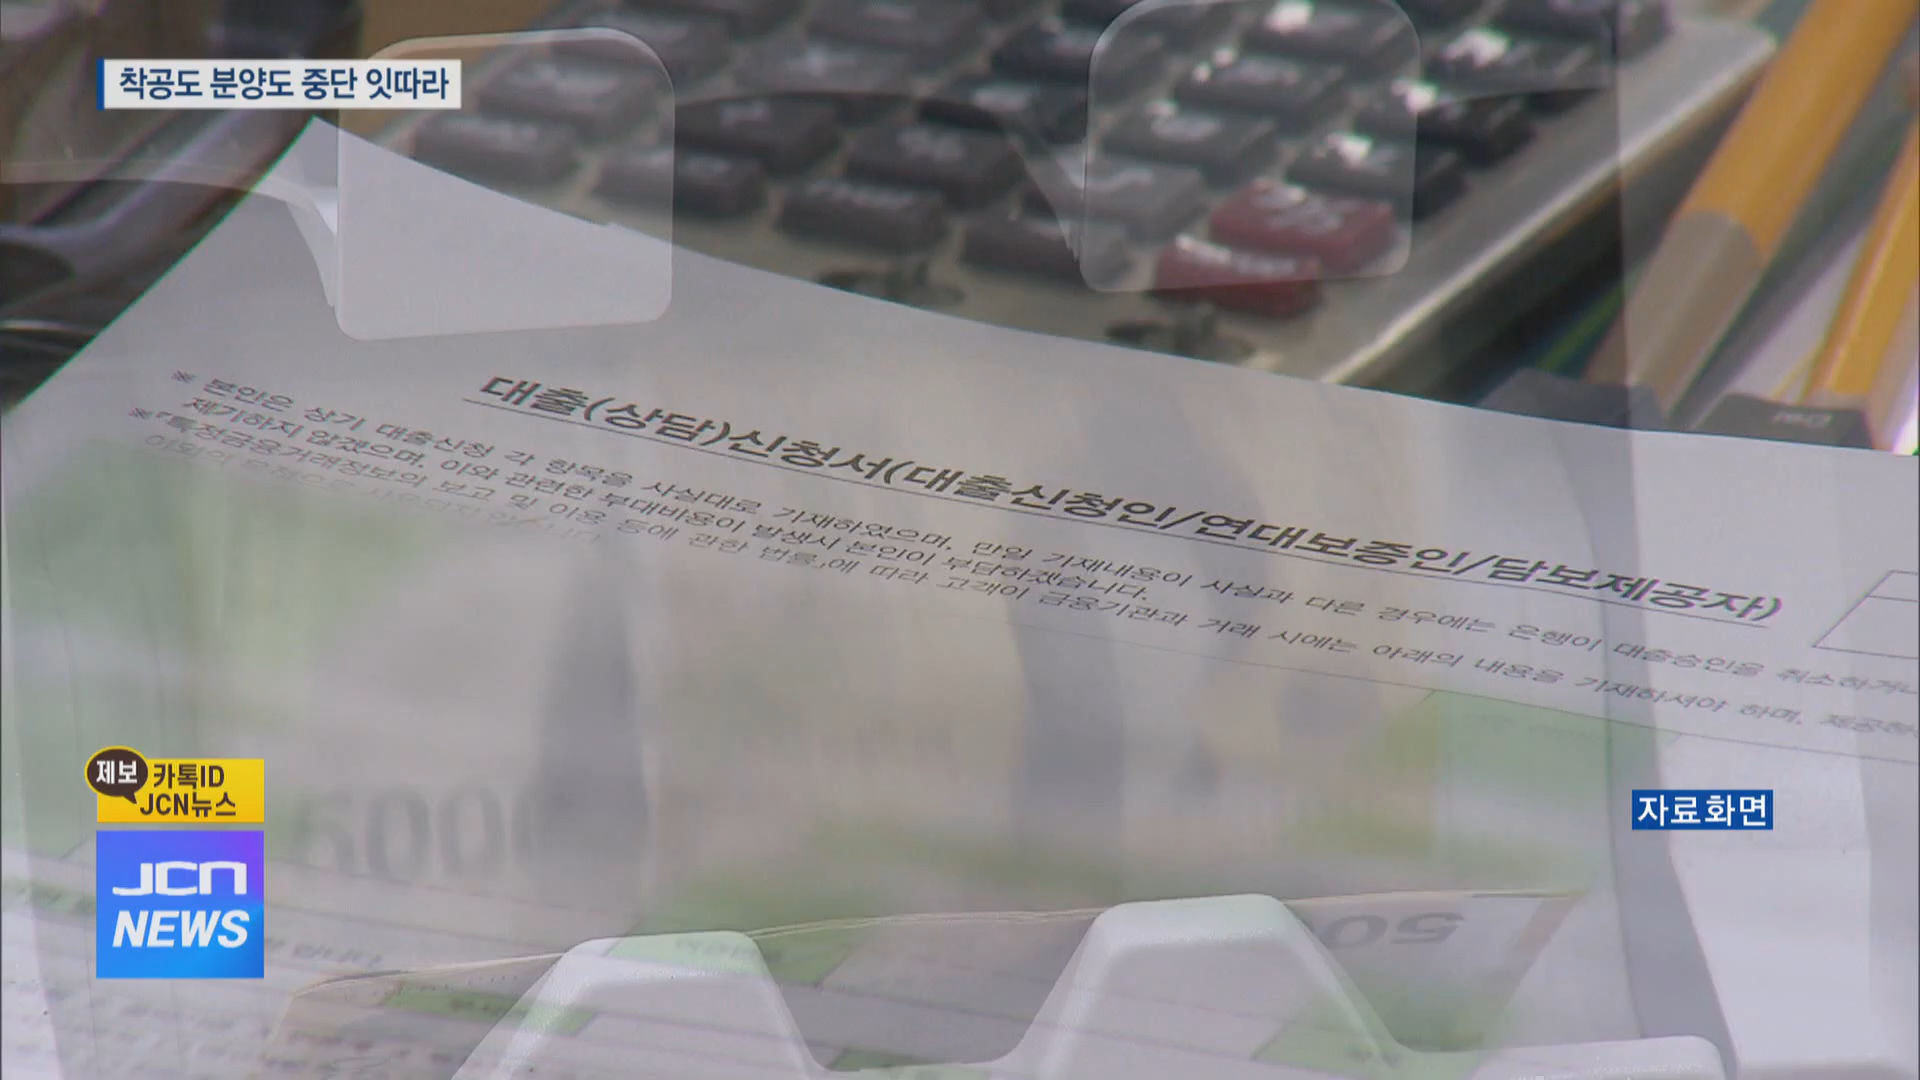 착공도 분양도 중단 잇따라
대출(상담)신청서(대출신청인/연대보증인/담보제공자)
※ 본인은 상기 대출신청 각 항목을 사실대로 기재하였으며, 만일 기재내용이 사실과 다른 경우에는 은행이 대출승인을 취소하거나
제기하지 않겠으며, 이와 관련한 부대비용이 발생시 본인이 부담하겠습니다.
※「특정금융거래정보의 보고 및 이용 등에 관한 법률」에 따라 고객이 금융기관과 거래 시에는 아래의 내용을 기재하셔야 하며, 제공하
제보
카톡ID
JCN뉴스
자료화면
5000
JCN
NEWS
50